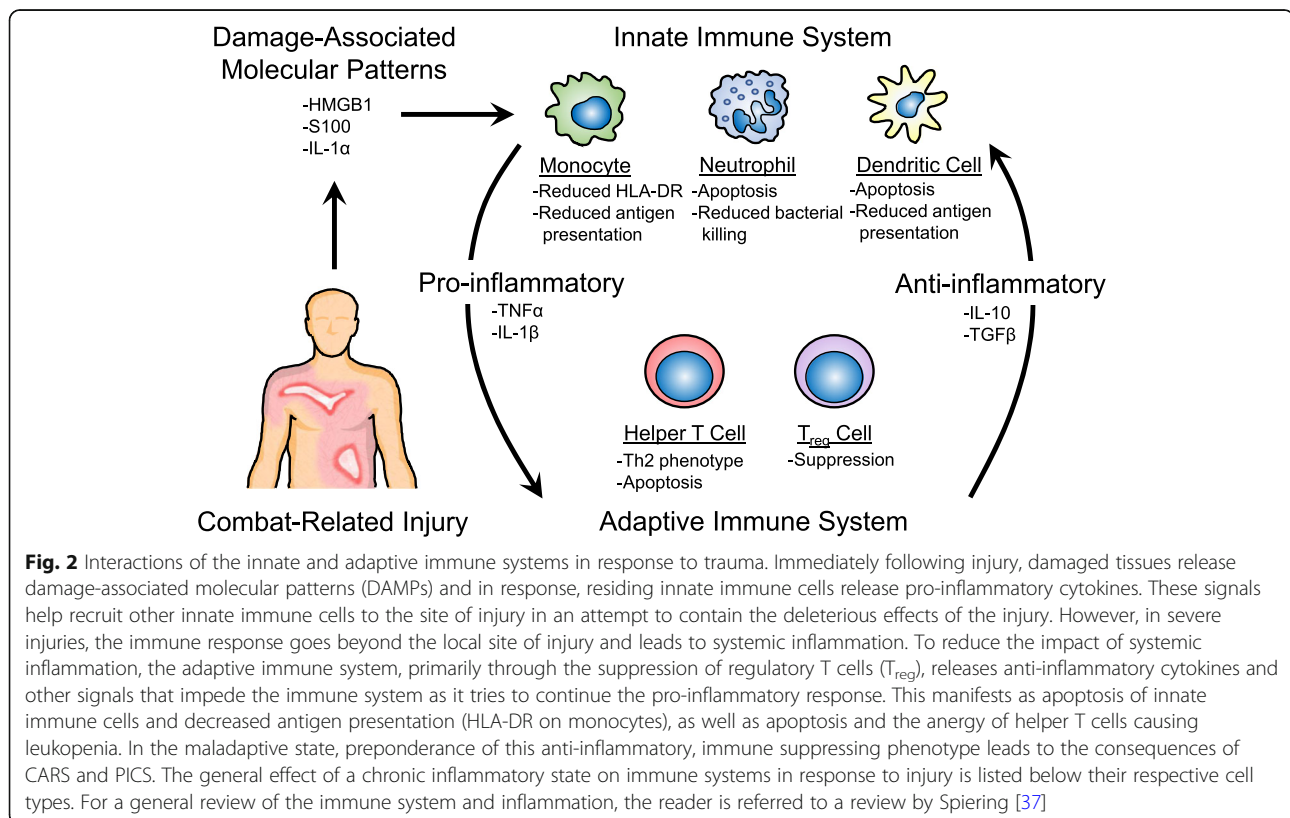 Damage-Associated
Molecular Patterns
-HMGB1
-S100
-IL-1α
Innate Immune System
Monocyte
-Reduced HLA-DR
-Reduced antigen
presentation
Neutrophil
-Apoptosis
-Reduced bacterial
killing
Dendritic Cell
-Apoptosis
-Reduced antigen
presentation
Pro-inflammatory
-TNFα
-IL-1β
Anti-inflammatory
-IL-10
-TGFβ
Helper T Cell
-Th2 phenotype
-Apoptosis
Treg Cell
-Suppression
Combat-Related Injury
Adaptive Immune System
Fig. 2 Interactions of the innate and adaptive immune systems in response to trauma. Immediately following injury, damaged tissues release
damage-associated molecular patterns (DAMPs) and in response, residing innate immune cells release pro-inflammatory cytokines. These signals
help recruit other innate immune cells to the site of injury in an attempt to contain the deleterious effects of the injury. However, in severe
injuries, the immune response goes beyond the local site of injury and leads to systemic inflammation. To reduce the impact of systemic
inflammation, the adaptive immune system, primarily through the suppression of regulatory T cells (Treg), releases anti-inflammatory cytokines and
other signals that impede the immune system as it tries to continue the pro-inflammatory response. This manifests as apoptosis of innate
immune cells and decreased antigen presentation (HLA-DR on monocytes), as well as apoptosis and the anergy of helper T cells causing
leukopenia. In the maladaptive state, preponderance of this anti-inflammatory, immune suppressing phenotype leads to the consequences of
CARS and PICS. The general effect of a chronic inflammatory state on immune systems in response to injury is listed below their respective cell
types. For a general review of the immune system and inflammation, the reader is referred to a review by Spiering [37]